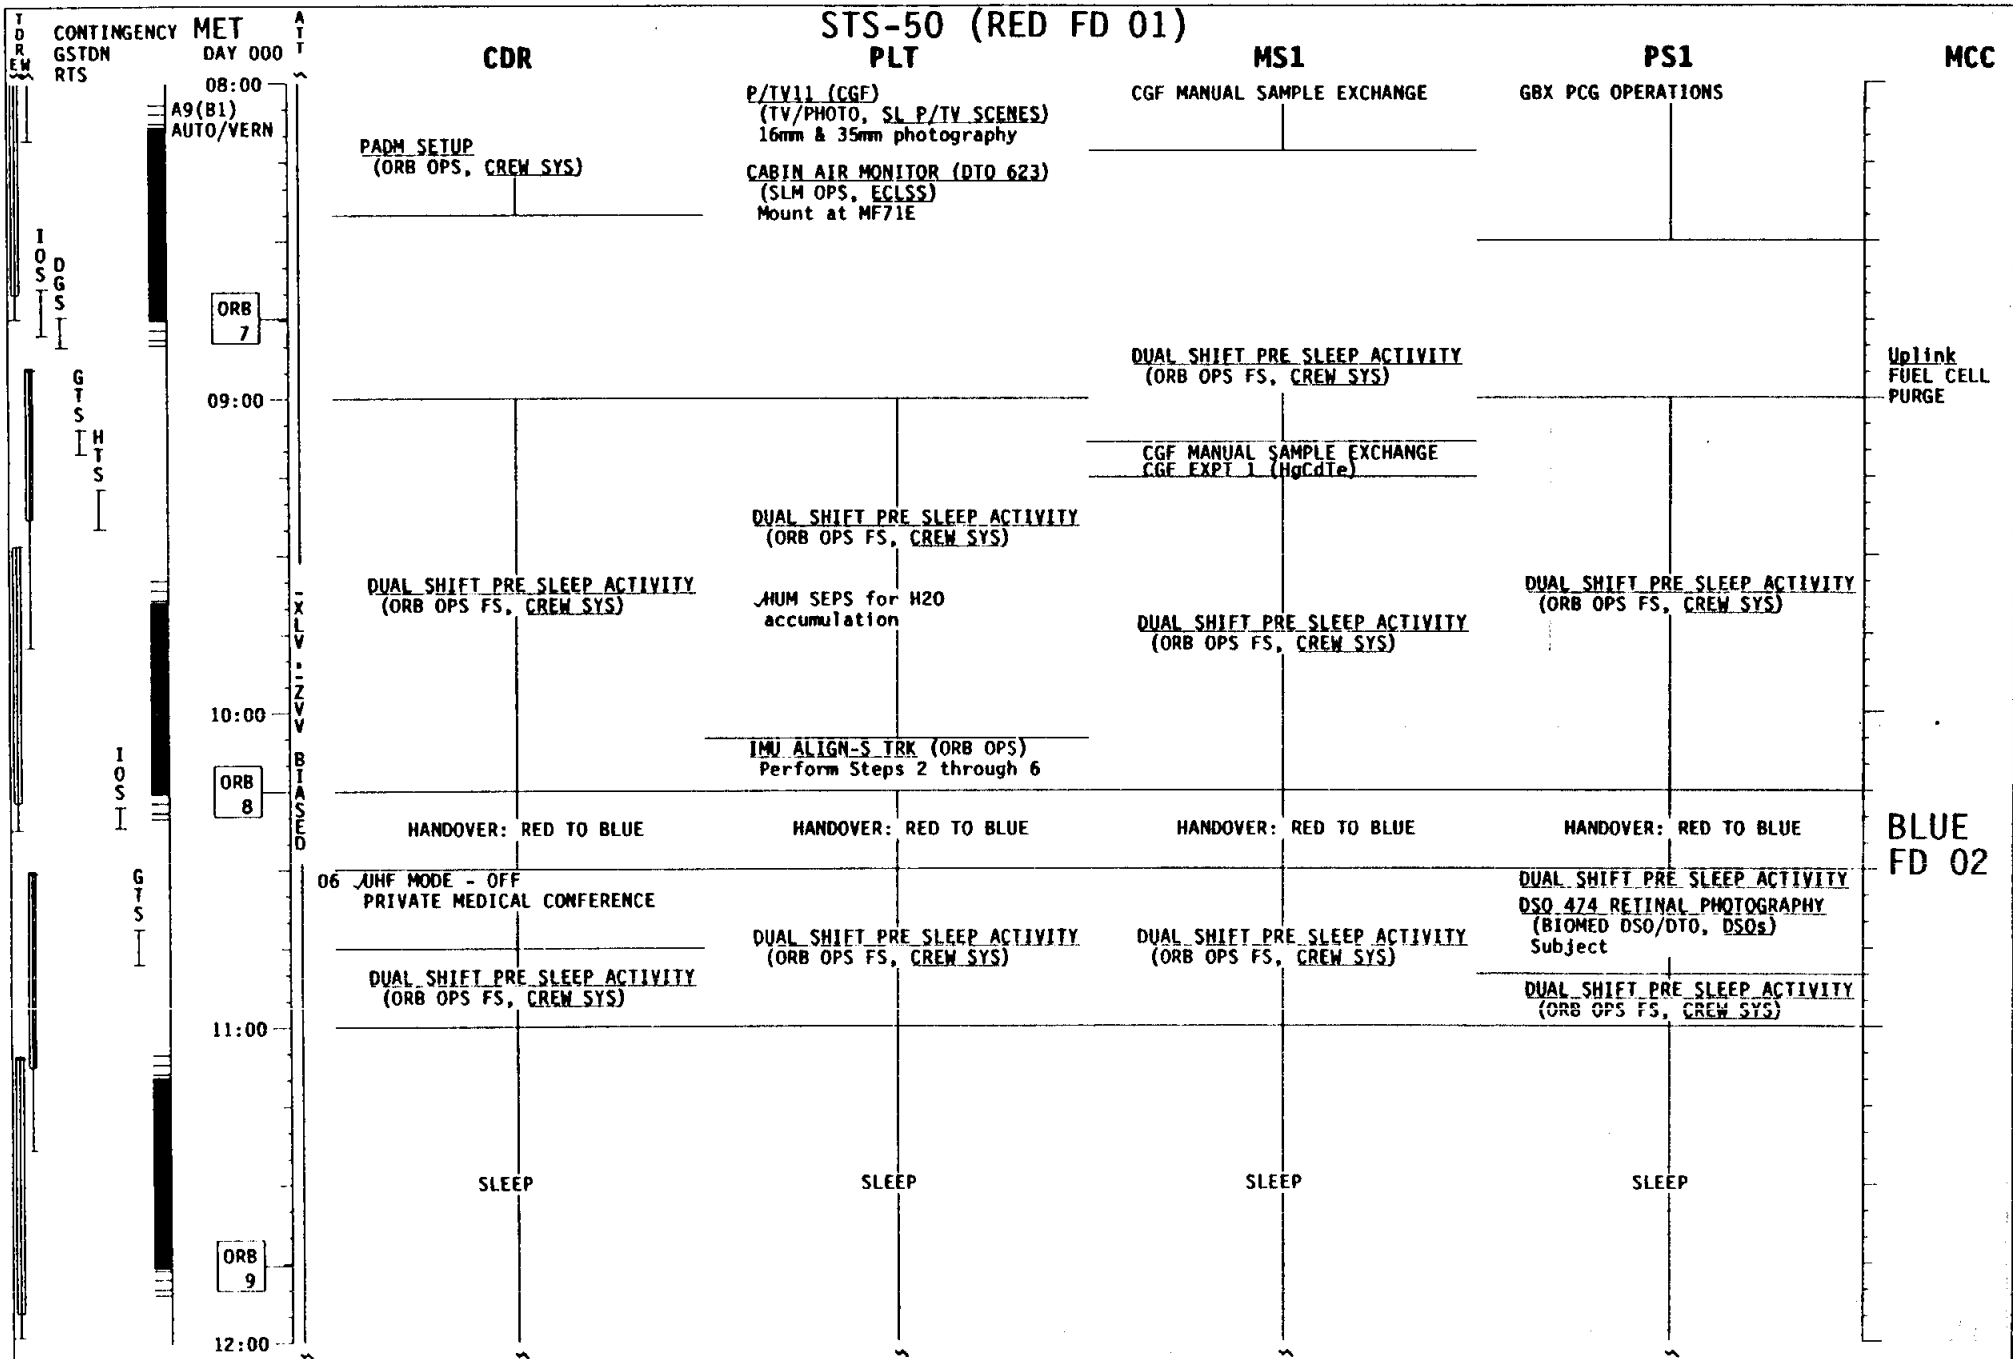 STS-50 (RED FD 01)
TDRE W
CONTINGENCY
GSTDN
RTS
MET
DAY 000
ATT
CDR
PLT
MS1
PS1
MCC
08:00
A9(B1)
AUTO/VERN
PADM SETUP
(ORB OPS, CREW SYS)
P/TV11 (CGF)
(TV/PHOTO, SL P/TV SCENES)
16mm & 35mm photography
CABIN AIR MONITOR (DTO 623)
(SLM OPS, ECLSS)
Mount at MF71E
CGF MANUAL SAMPLE EXCHANGE
GBX PCG OPERATIONS
IOS
DGS
ORB
7
DUAL SHIFT PRE SLEEP ACTIVITY
(ORB OPS FS, CREW SYS)
Uplink
FUEL CELL
PURGE
GTS
09:00
HTS
CGF MANUAL SAMPLE EXCHANGE
CGF EXPT 1 (HgCdTe)
DUAL SHIFT PRE SLEEP ACTIVITY
(ORB OPS FS, CREW SYS)
DUAL SHIFT PRE SLEEP ACTIVITY
(ORB OPS FS, CREW SYS)
√HUM SEPS for H2O
accumulation
DUAL SHIFT PRE SLEEP ACTIVITY
(ORB OPS FS, CREW SYS)
DUAL SHIFT PRE SLEEP ACTIVITY
(ORB OPS FS, CREW SYS)
-XLV -ZVV BIASED
10:00
IMU ALIGN-S TRK (ORB OPS)
Perform Steps 2 through 6
IOS
ORB
8
HANDOVER: RED TO BLUE
HANDOVER: RED TO BLUE
HANDOVER: RED TO BLUE
HANDOVER: RED TO BLUE
BLUE
FD 02
GTS
06 √UHF MODE - OFF
PRIVATE MEDICAL CONFERENCE
DUAL SHIFT PRE SLEEP ACTIVITY
(ORB OPS FS, CREW SYS)
DUAL SHIFT PRE SLEEP ACTIVITY
(ORB OPS FS, CREW SYS)
DUAL SHIFT PRE SLEEP ACTIVITY
(ORB OPS FS, CREW SYS)
DUAL SHIFT PRE SLEEP ACTIVITY
DSO 474 RETINAL PHOTOGRAPHY
(BIOMED DSO/DTO, DSOs)
Subject
DUAL SHIFT PRE SLEEP ACTIVITY
(ORB OPS FS, CREW SYS)
11:00
SLEEP
SLEEP
SLEEP
SLEEP
ORB
9
12:00